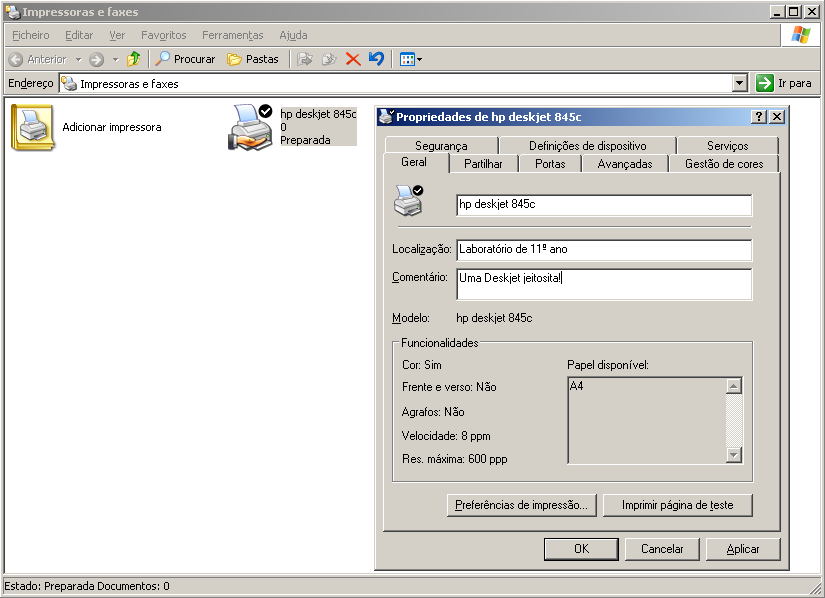 Impressoras e faxes
Ficheiro Editar Ver Favoritos Ferramentas Ajuda
Anterior Procurar Pastas
Endereço Impressoras e faxes Ir para
Adicionar impressora
hp deskjet 845c
0
Preparada
Propriedades de hp deskjet 845c
Segurança Definições de dispositivo Serviços
Geral Partilhar Portas Avançadas Gestão de cores
hp deskjet 845c
Localização: Laboratório de 11º ano
Comentário: Uma Deskjet jeitosita!
Modelo: hp deskjet 845c
Funcionalidades
Cor: Sim Papel disponível:
Frente e verso: Não A4
Agrafos: Não
Velocidade: 8 ppm
Res. máxima: 600 ppp
Preferências de impressão... Imprimir página de teste
OK Cancelar Aplicar
Estado: Preparada Documentos: 0